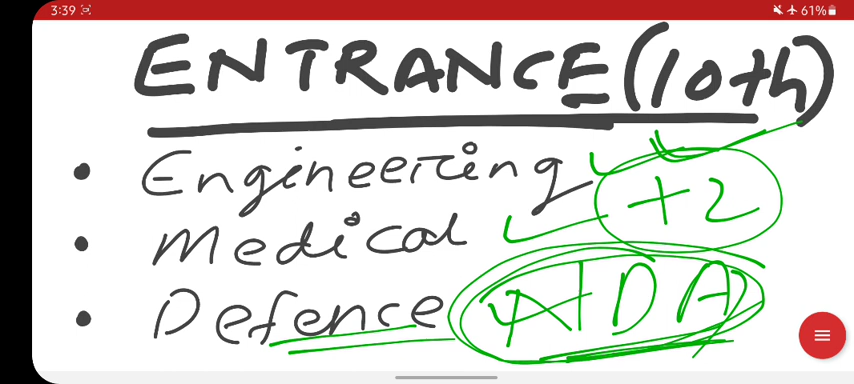 3:39 61%
ENTRANCE (10th)
• Engineering
+2
• Medical
• Defence NDA